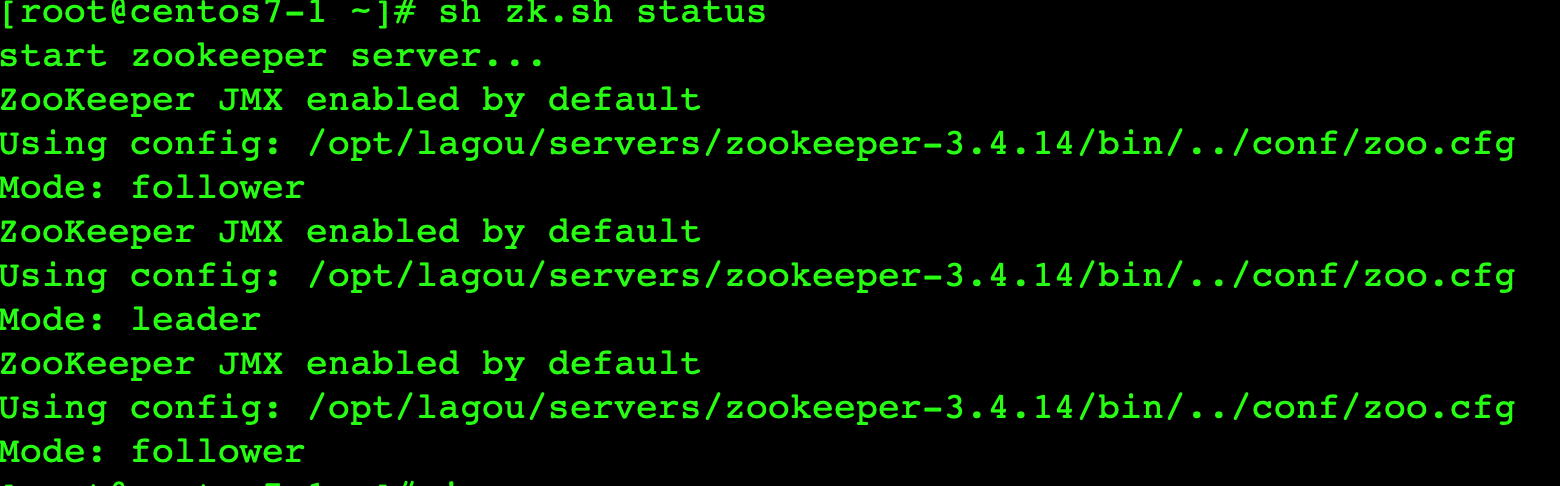 [root@centos7-1 ~]# sh zk.sh status
start zookeeper server...
ZooKeeper JMX enabled by default
Using config: /opt/lagou/servers/zookeeper-3.4.14/bin/../conf/zoo.cfg
Mode: follower
ZooKeeper JMX enabled by default
Using config: /opt/lagou/servers/zookeeper-3.4.14/bin/../conf/zoo.cfg
Mode: leader
ZooKeeper JMX enabled by default
Using config: /opt/lagou/servers/zookeeper-3.4.14/bin/../conf/zoo.cfg
Mode: follower